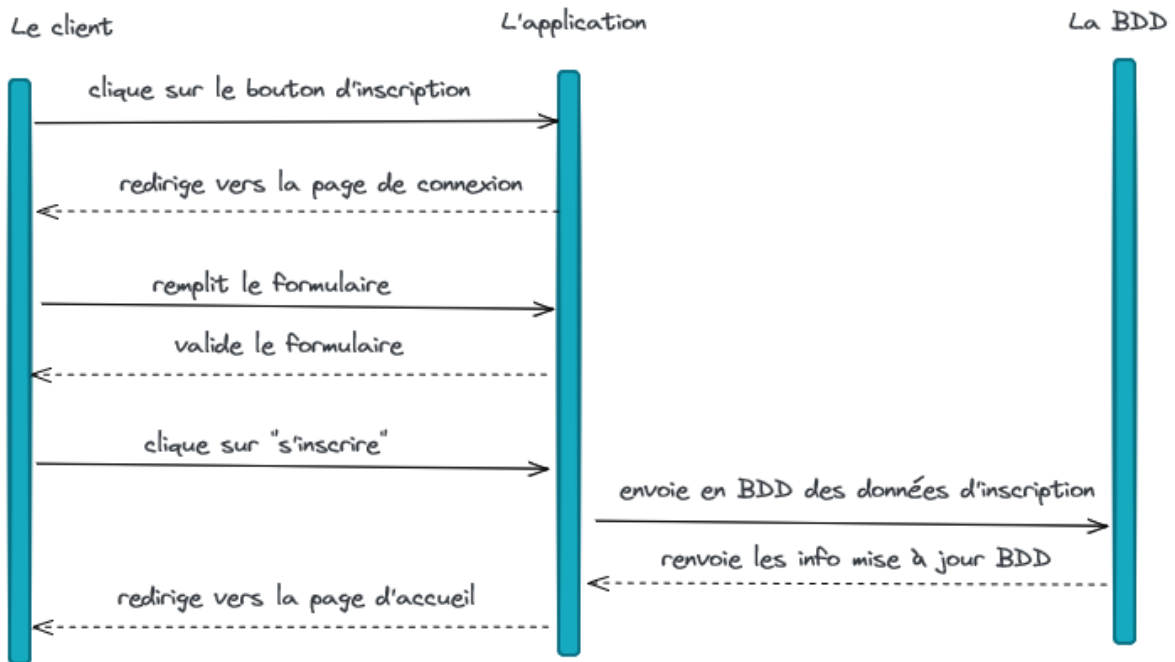 Le client
L'application
La BDD
clique sur le bouton d'inscription
redirige vers la page de connexion
remplit le formulaire
valide le formulaire
clique sur "s'inscrire"
envoie en BDD des données d'inscription
renvoie les info mise à jour BDD
redirige vers la page d'accueil